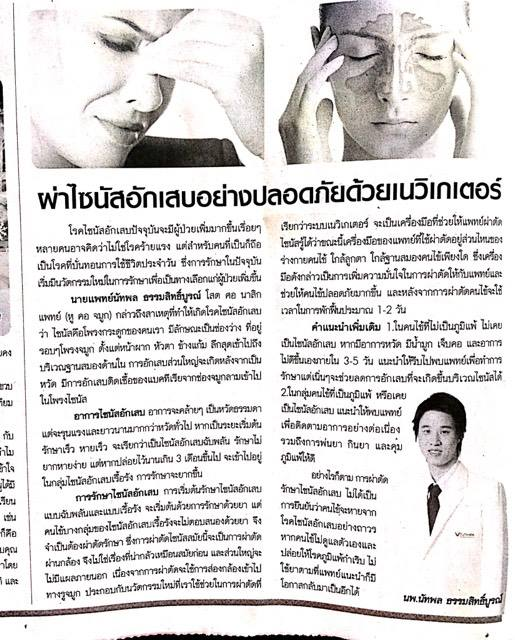 ผ่าไซนัสอักเสบอย่างปลอดภัยด้วยเนวิเกเตอร์
โรคไซนัสอักเสบปัจจุบันจะมีผู้ป่วยเพิ่มมากขึ้นเรื่อยๆ
หลายคนอาจคิดว่าไม่ใช่โรคร้ายแรง แต่สำหรับคนที่เป็นก็ถือ
เป็นโรคที่บั่นทอนการใช้ชีวิตประจำวัน ซึ่งการรักษาในปัจจุบัน
เริ่มมีนวัตกรรมใหม่ในการรักษาเพื่อเป็นทางเลือกแก่ผู้ป่วยเพิ่มขึ้น
นายแพทย์นัทพล ธรรมสิทธิ์บูรณ์ โสต ศอ นาสิก
แพทย์ (หู คอ จมูก) กล่าวถึงสาเหตุที่ทำให้เกิดโรคไซนัสอักเสบ
ว่า ไซนัสคือโพรงกระดูกของคนเรา มีลักษณะเป็นช่องว่าง ที่อยู่
รอบๆโพรงจมูก ตั้งแต่หน้าผาก หัวตา ข้างแก้ม ลึกสุดเข้าไปถึง
บริเวณฐานสมองด้านใน การอักเสบส่วนใหญ่จะเกิดหลังจากเป็น
หวัด มีการอักเสบติดเชื้อของแบคทีเรียจากช่องจมูกลามเข้าไป
ในโพรงไซนัส
อาการไซนัสอักเสบ อาการจะคล้ายๆ เป็นหวัดธรรมดา
แต่จะรุนแรงและยาวนานมากกว่าหวัดทั่วไป หากเป็นระยะเริ่มต้น
รักษาเร็ว หายเร็ว จะเรียกว่าเป็นไซนัสอักเสบฉับพลัน รักษาไม่
ยากหายง่าย แต่หากปล่อยไว้นานเกิน 3 เดือนขึ้นไป จะเข้าไปอยู่
ในกลุ่มไซนัสอักเสบเรื้อรัง การรักษาจะยากขึ้น
การรักษาไซนัสอักเสบ การเริ่มต้นรักษาไซนัสอักเสบ
แบบฉับพลันและแบบเรื้อรัง จะเริ่มต้นด้วยการรักษาด้วยยา แต่
คนไข้บางกลุ่มของไซนัสอักเสบเรื้อรังจะไม่ตอบสนองด้วยยา จึง
จำเป็นต้องผ่าตัดรักษา ซึ่งการผ่าตัดไซนัสสมัยนี้จะเป็นการผ่าตัด
ผ่านกล้อง จึงไม่ใช่เรื่องที่น่ากลัวเหมือนสมัยก่อน และส่วนใหญ่จะ
ไม่มีแผลภายนอก เนื่องจากการผ่าตัดจะใช้การส่องกล้องเข้าไป
ทางรูจมูก ประกอบกับนวัตกรรมใหม่ที่เราใช้ช่วยในการผ่าตัดที่
เรียกว่าระบบเนวิเกเตอร์ จะเป็นเครื่องมือที่ช่วยให้แพทย์ผ่าตัด
ไซนัสรู้ได้ว่าขณะนี้เครื่องมือของแพทย์ที่ใช้ผ่าตัดอยู่ส่วนไหนของ
ร่างกายคนไข้ ใกล้ลูกตา ใกล้ฐานสมองคนไข้เพียงใด ซึ่งเครื่อง
มือดังกล่าวเป็นการเพิ่มความมั่นใจในการผ่าตัดให้กับแพทย์และ
ช่วยให้คนไข้ปลอดภัยมากขึ้น และหลังจากการผ่าตัดคนไข้จะใช้
เวลาในการพักฟื้นประมาณ 1-2 วัน
คำแนะนำเพิ่มเติม 1.ในคนไข้ที่ไม่เป็นภูมิแพ้ ไม่เคย
เป็นไซนัสอักเสบ หากมีอาการหวัด มีน้ำมูก เจ็บคอ และอาการ
ไม่ดีขึ้นเองภายใน 3-5 วัน แนะนำให้รีบไปพบแพทย์เพื่อทำการ
รักษาแต่เนิ่นๆจะช่วยลดการอักเสบที่จะเกิดขึ้นบริเวณไซนัสได้
2.ในกลุ่มคนไข้ที่เป็นภูมิแพ้ หรือเคย
เป็นไซนัสอักเสบ แนะนำให้พบแพทย์
เพื่อติดตามอาการอย่างต่อเนื่อง
รวมถึงการพ่นยา กินยา และคุม
ภูมิแพ้ให้ดี
อย่างไรก็ตาม การผ่าตัด
รักษาไซนัสอักเสบ ไม่ได้เป็น
การยืนยันว่าคนไข้จะหายจาก
โรคไซนัสอักเสบอย่างถาวร
หากคนไข้ไม่ดูแลตัวเองและ
ปล่อยให้โรคภูมิแพ้กำเริบ ไม่
ใช้ยาตามที่แพทย์แนะนำก็มี
โอกาสกลับมาเป็นอีกได้
นพ.นัทพล ธรรมสิทธิ์บูรณ์